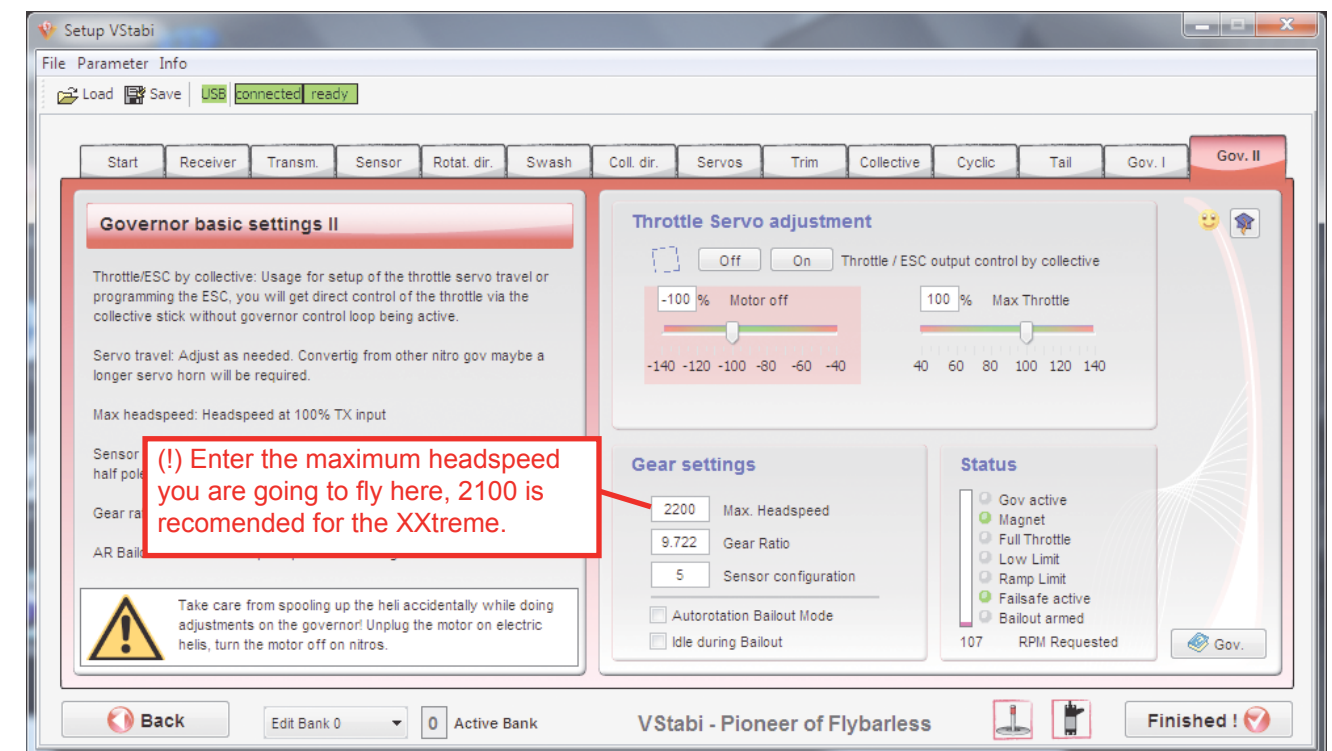 Setup VStabi
File Parameter Info
Load Save USB connected ready
Start Receiver Transm. Sensor Rotat. dir. Swash Coll. dir. Servos Trim Collective Cyclic Tail Gov. I Gov. II
Governor basic settings II
Throttle/ESC by collective: Usage for setup of the throttle servo travel or
programming the ESC, you will get direct control of the throttle via the
collective stick without governor control loop being active.
Servo travel: Adjust as needed. Convertig from other nitro gov maybe a
longer servo horn will be required.
Max headspeed: Headspeed at 100% TX input
Sensor
half pole
Gear
AR
(!) Enter the maximum headspeed
you are going to fly here, 2100 is
recomended for the XXtreme.
Take care from spooling up the heli accidentally while doing
adjustments on the governor! Unplug the motor on electric
helis, turn the motor off on nitros.
Throttle Servo adjustment
Off On Throttle / ESC output control by collective
-100 % Motor off
100 % Max Throttle
-140 -120 -100 -80 -60 -40
40 60 80 100 120 140
Gear settings
2200 Max. Headspeed
9.722 Gear Ratio
5 Sensor configuration
Autorotation Bailout Mode
Idle during Bailout
Status
Gov active
Magnet
Full Throttle
Low Limit
Ramp Limit
Failsafe active
Bailout armed
107 RPM Requested
Gov.
Back Edit Bank 0 0 Active Bank VStabi - Pioneer of Flybarless Finished !